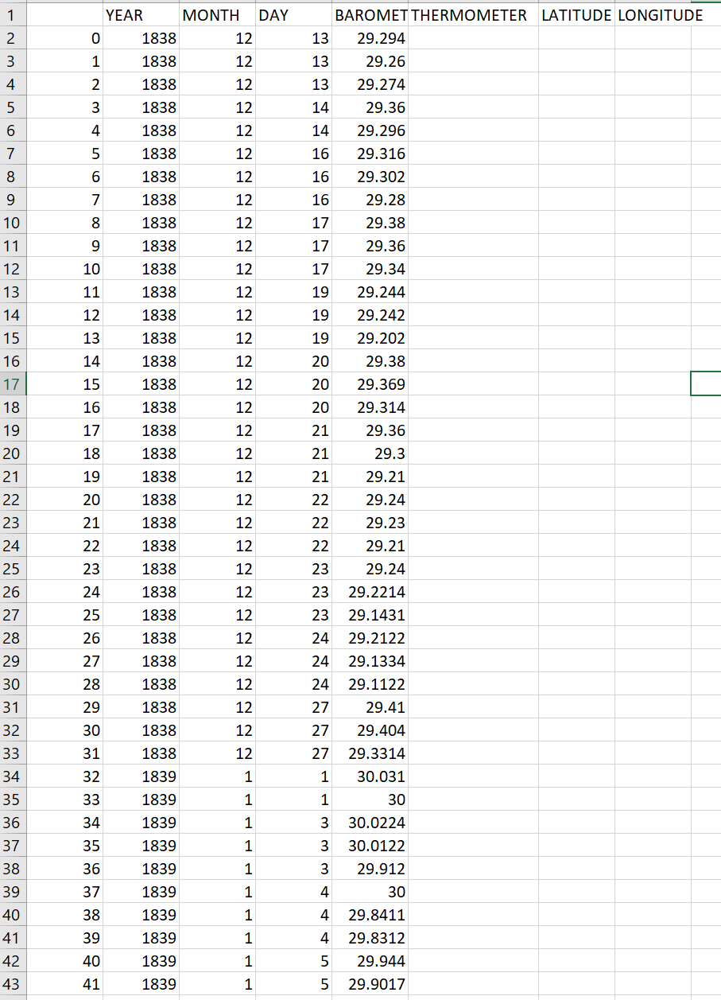 1 YEAR MONTH DAY BAROMET THERMOMETER LATITUDE LONGITUDE
2 0 1838 12 13 29.294
3 1 1838 12 13 29.26
4 2 1838 12 13 29.274
5 3 1838 12 14 29.36
6 4 1838 12 14 29.296
7 5 1838 12 16 29.316
8 6 1838 12 16 29.302
9 7 1838 12 16 29.28
10 8 1838 12 17 29.38
11 9 1838 12 17 29.36
12 10 1838 12 17 29.34
13 11 1838 12 19 29.244
14 12 1838 12 19 29.242
15 13 1838 12 19 29.202
16 14 1838 12 20 29.38
17 15 1838 12 20 29.369
18 16 1838 12 20 29.314
19 17 1838 12 21 29.36
20 18 1838 12 21 29.3
21 19 1838 12 21 29.21
22 20 1838 12 22 29.24
23 21 1838 12 22 29.23
24 22 1838 12 22 29.21
25 23 1838 12 23 29.24
26 24 1838 12 23 29.2214
27 25 1838 12 23 29.1431
28 26 1838 12 24 29.2122
29 27 1838 12 24 29.1334
30 28 1838 12 24 29.1122
31 29 1838 12 27 29.41
32 30 1838 12 27 29.404
33 31 1838 12 27 29.3314
34 32 1839 1 1 30.031
35 33 1839 1 1 30
36 34 1839 1 3 30.0224
37 35 1839 1 3 30.0122
38 36 1839 1 3 29.912
39 37 1839 1 4 30
40 38 1839 1 4 29.8411
41 39 1839 1 4 29.8312
42 40 1839 1 5 29.944
43 41 1839 1 5 29.9017